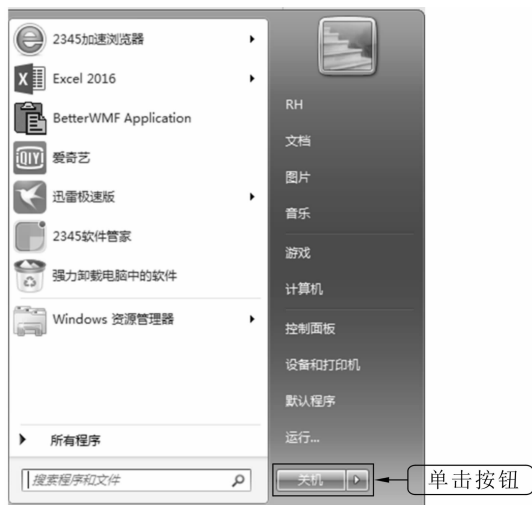 2345加速浏览器
Excel 2016
BetterWMF Application
iQIYI
爱奇艺
迅雷极速版
2345软件管家
强力卸载电脑中的软件
Windows 资源管理器
所有程序
搜索程序和文件
RH
文档
图片
音乐
游戏
计算机
控制面板
设备和打印机
默认程序
运行...
关机
单击按钮